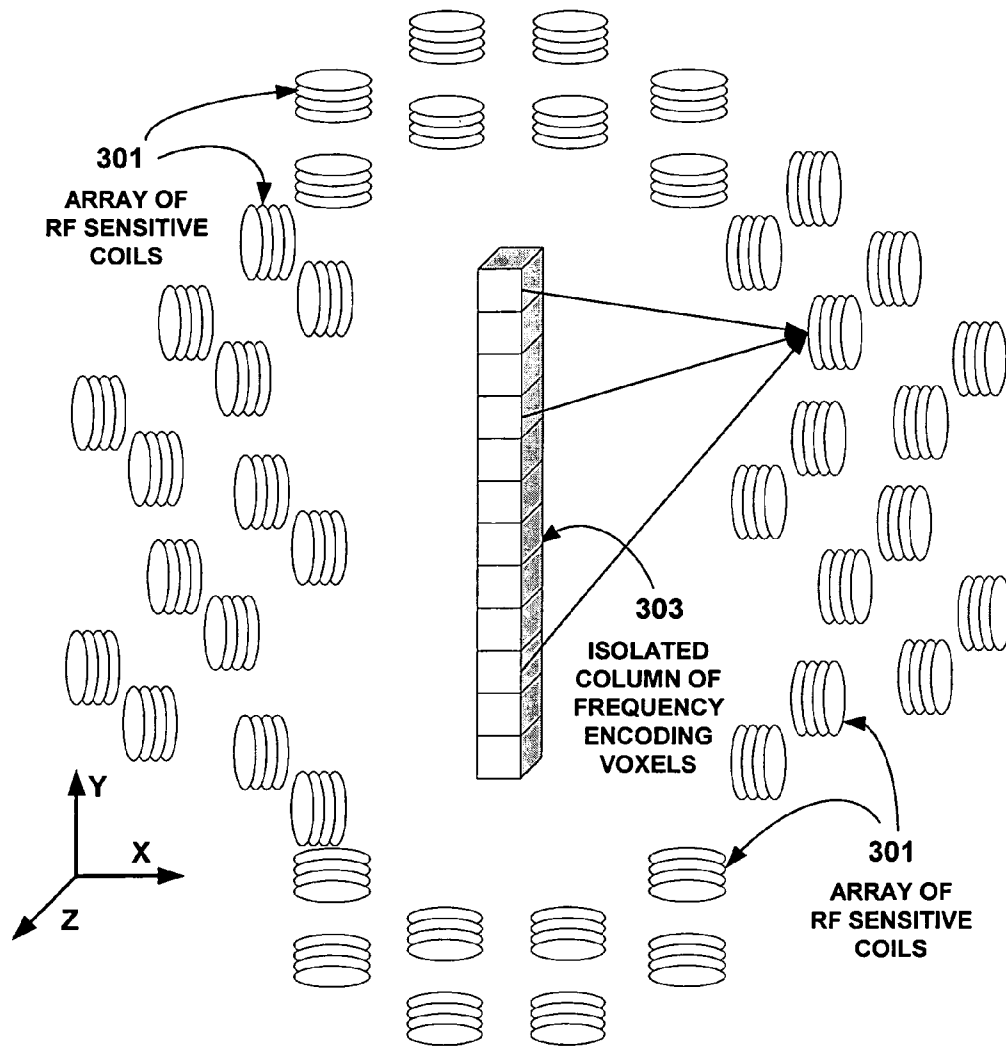 301
ARRAY OF
RF SENSITIVE
COILS
303
ISOLATED
COLUMN OF
FREQUENCY
ENCODING
VOXELS
Y
X
Z
301
ARRAY OF
RF SENSITIVE
COILS